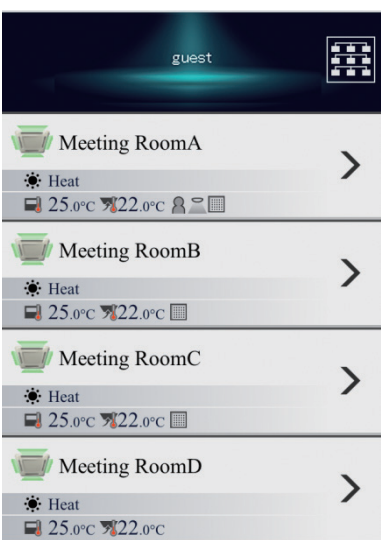 guest
Meeting RoomA
Heat
25.0°C 22.0°C
Meeting RoomB
Heat
25.0°C 22.0°C
Meeting RoomC
Heat
25.0°C 22.0°C
Meeting RoomD
Heat
25.0°C 22.0°C